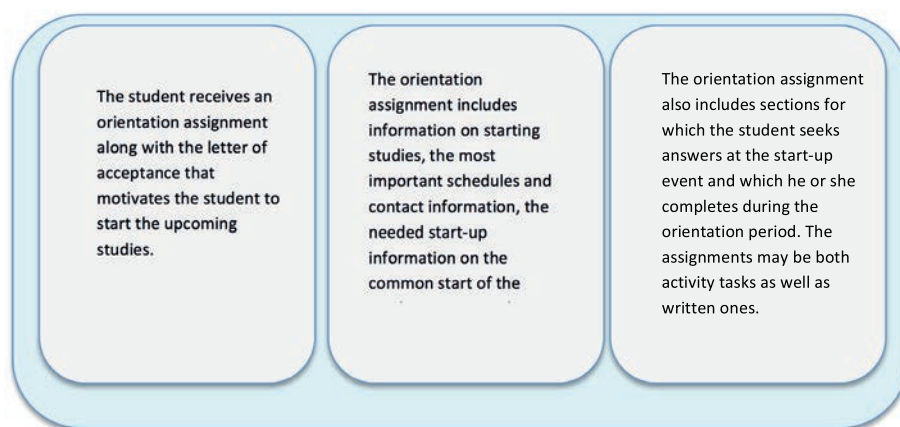 The student receives an
orientation assignment
along with the letter of
acceptance that
motivates the student to
start the upcoming
studies.
The orientation
assignment includes
information on starting
studies, the most
important schedules and
contact information, the
needed start-up
information on the
common start of the
The orientation assignment
also includes sections for
which the student seeks
answers at the start-up
event and which he or she
completes during the
orientation period. The
assignments may be both
activity tasks as well as
written ones.